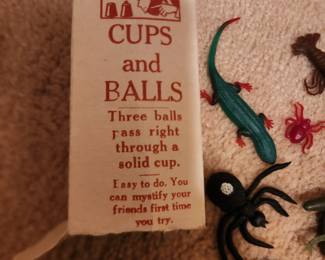 CUPS
and
BALLS
Three balls
pass right
through a
solid cup.
Easy to do. You
can mystify your
friends first time
you try.